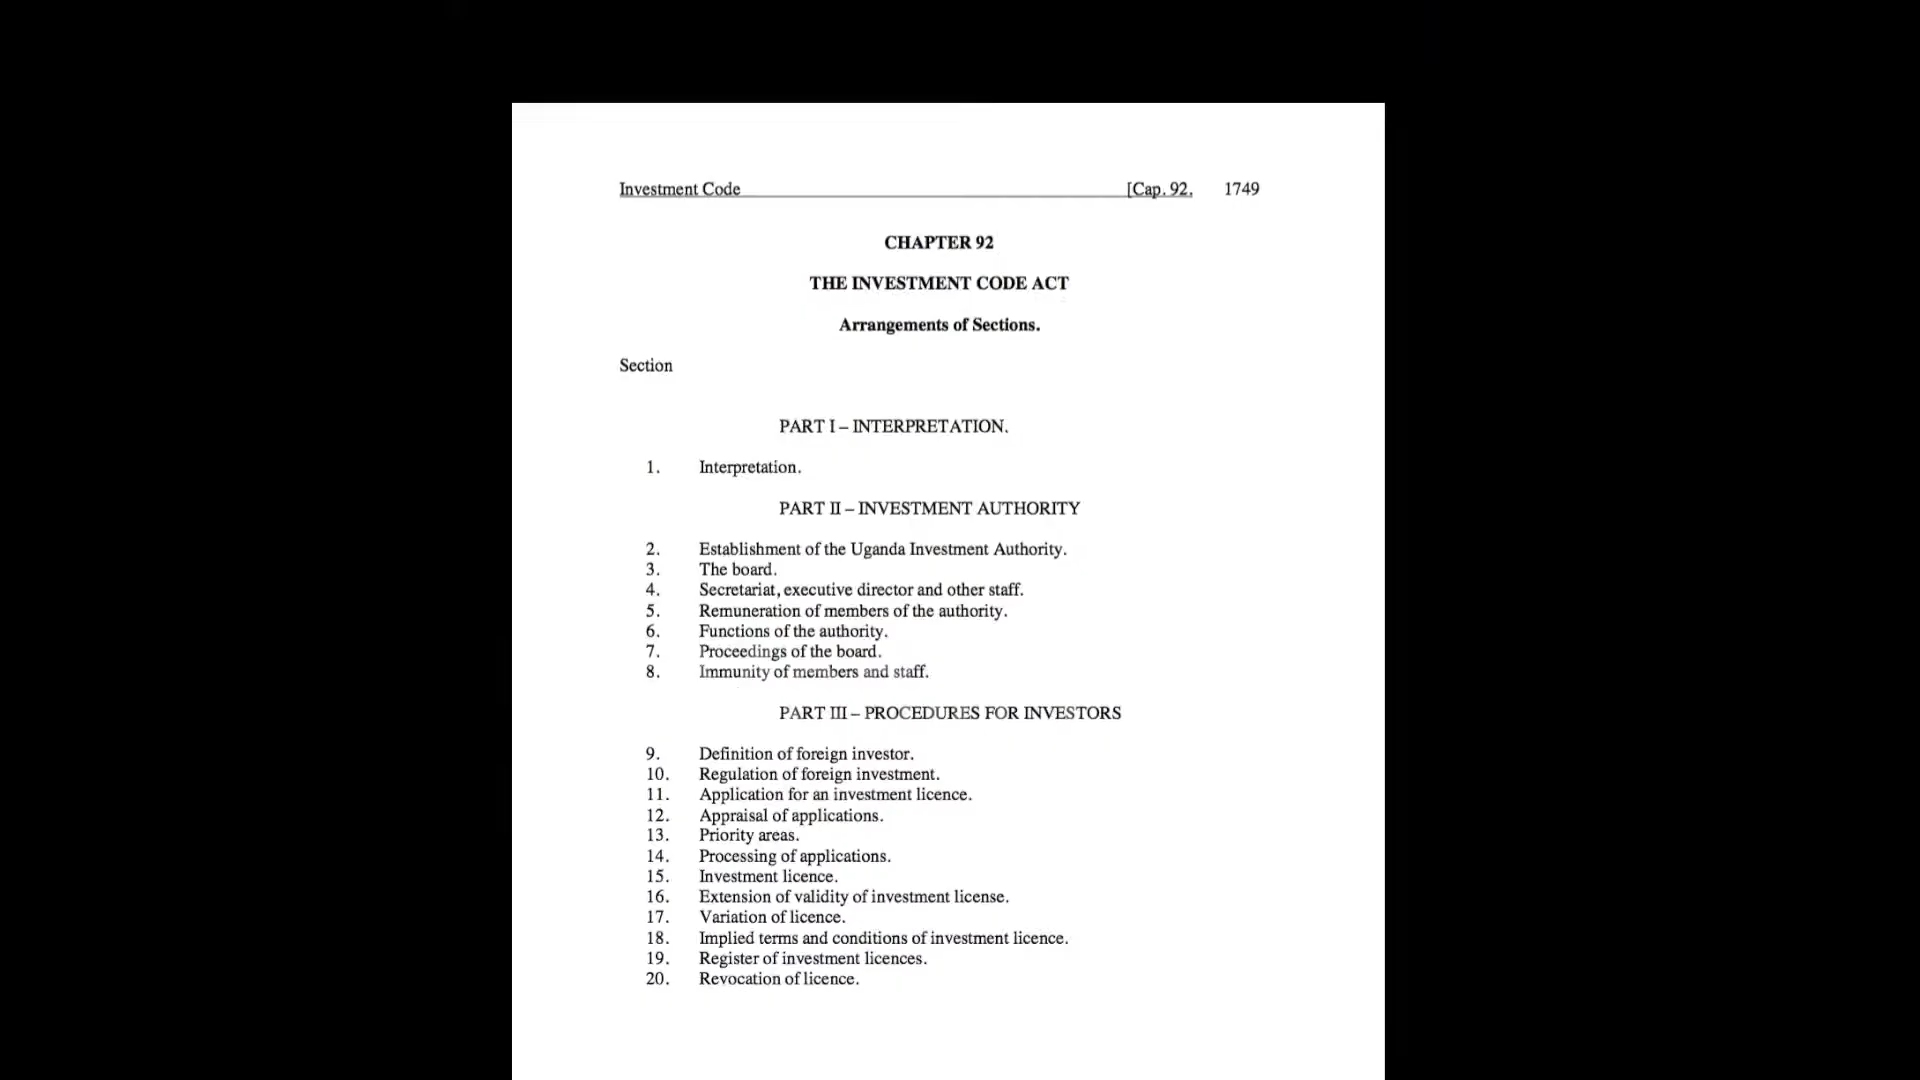 Investment Code [Cap. 92. 1749
CHAPTER 92
THE INVESTMENT CODE ACT
Arrangements of Sections.
Section
PART I – INTERPRETATION.
1. Interpretation.
PART II – INVESTMENT AUTHORITY
2. Establishment of the Uganda Investment Authority.
3. The board.
4. Secretariat, executive director and other staff.
5. Remuneration of members of the authority.
6. Functions of the authority.
7. Proceedings of the board.
8. Immunity of members and staff.
PART III – PROCEDURES FOR INVESTORS
9. Definition of foreign investor.
10. Regulation of foreign investment.
11. Application for an investment licence.
12. Appraisal of applications.
13. Priority areas.
14. Processing of applications.
15. Investment licence.
16. Extension of validity of investment license.
17. Variation of licence.
18. Implied terms and conditions of investment licence.
19. Register of investment licences.
20. Revocation of licence.